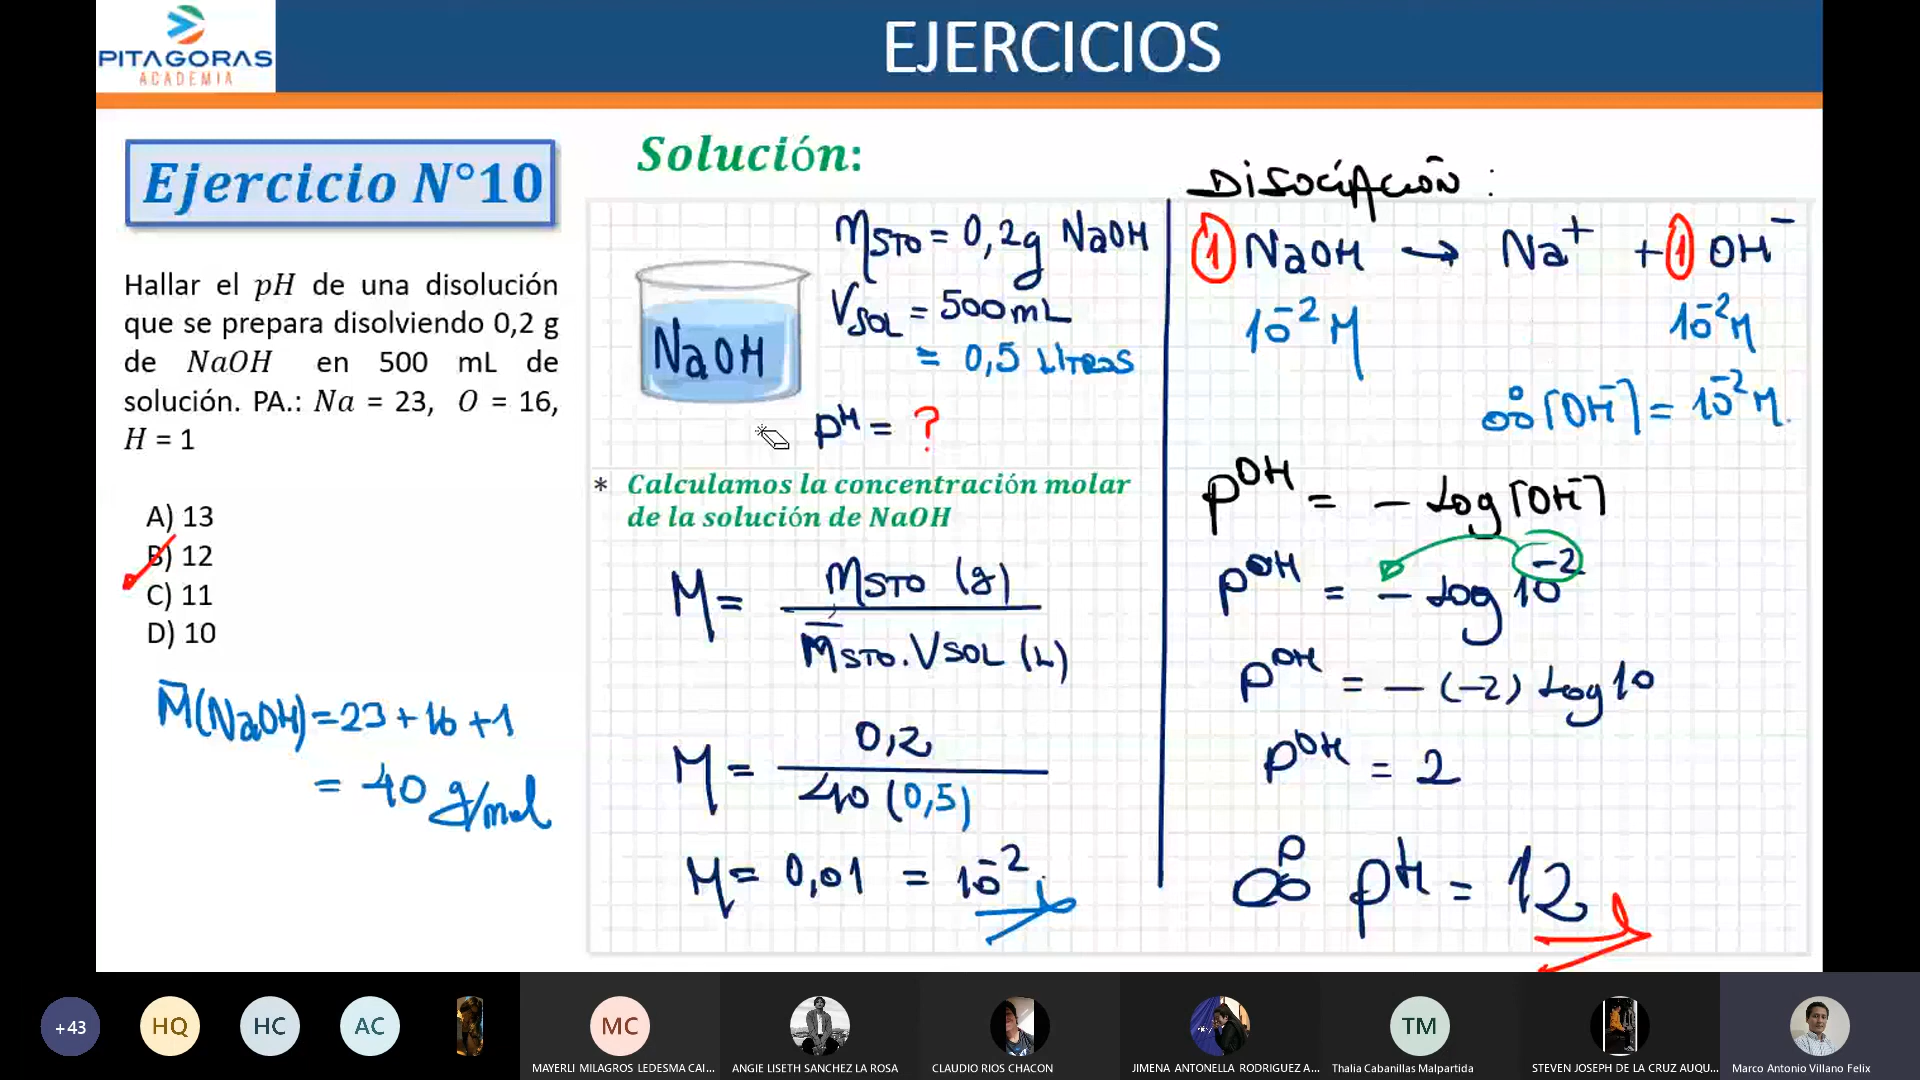 PITAGORAS
ACADEMIA
EJERCICIOS
Ejercicio N°10
Hallar el pH de una disolución
que se prepara disolviendo 0,2 g
de NaOH en 500 mL de
solución. PA.: Na = 23, O = 16,
H = 1
A) 13
B) 12
C) 11
D) 10
M̅(NaOH) = 23 + 16 + 1
= 40 g/mol
Solución:
mSTO = 0,2g NaOH
VSOL = 500mL
= 0,5 Litros
NaOH
pH = ?
* Calculamos la concentración molar
de la solución de NaOH
M = mSTO (g)
M̅STO. VSOL (L)
M = 0,2
40 (0,5)
M = 0,01 = 10⁻²
DISOCIACIÓN :
1 NaOH → Na⁺ + 1 OH⁻
10⁻² M 10⁻² M
[OH⁻] = 10⁻² M.
pOH = - Log [OH⁻]
pOH = - Log 10⁻²
pOH = - (-2) Log 10
pOH = 2
pH = 12
+43
HQ
HC
AC
MC
MAYERLI MILAGROS LEDESMA CAI...
ANGIE LISETH SANCHEZ LA ROSA
CLAUDIO RIOS CHACON
JIMENA ANTONELLA RODRIGUEZ A...
TM
Thalia Cabanillas Malpartida
STEVEN JOSEPH DE LA CRUZ AUQU...
Marco Antonio Villano Felix